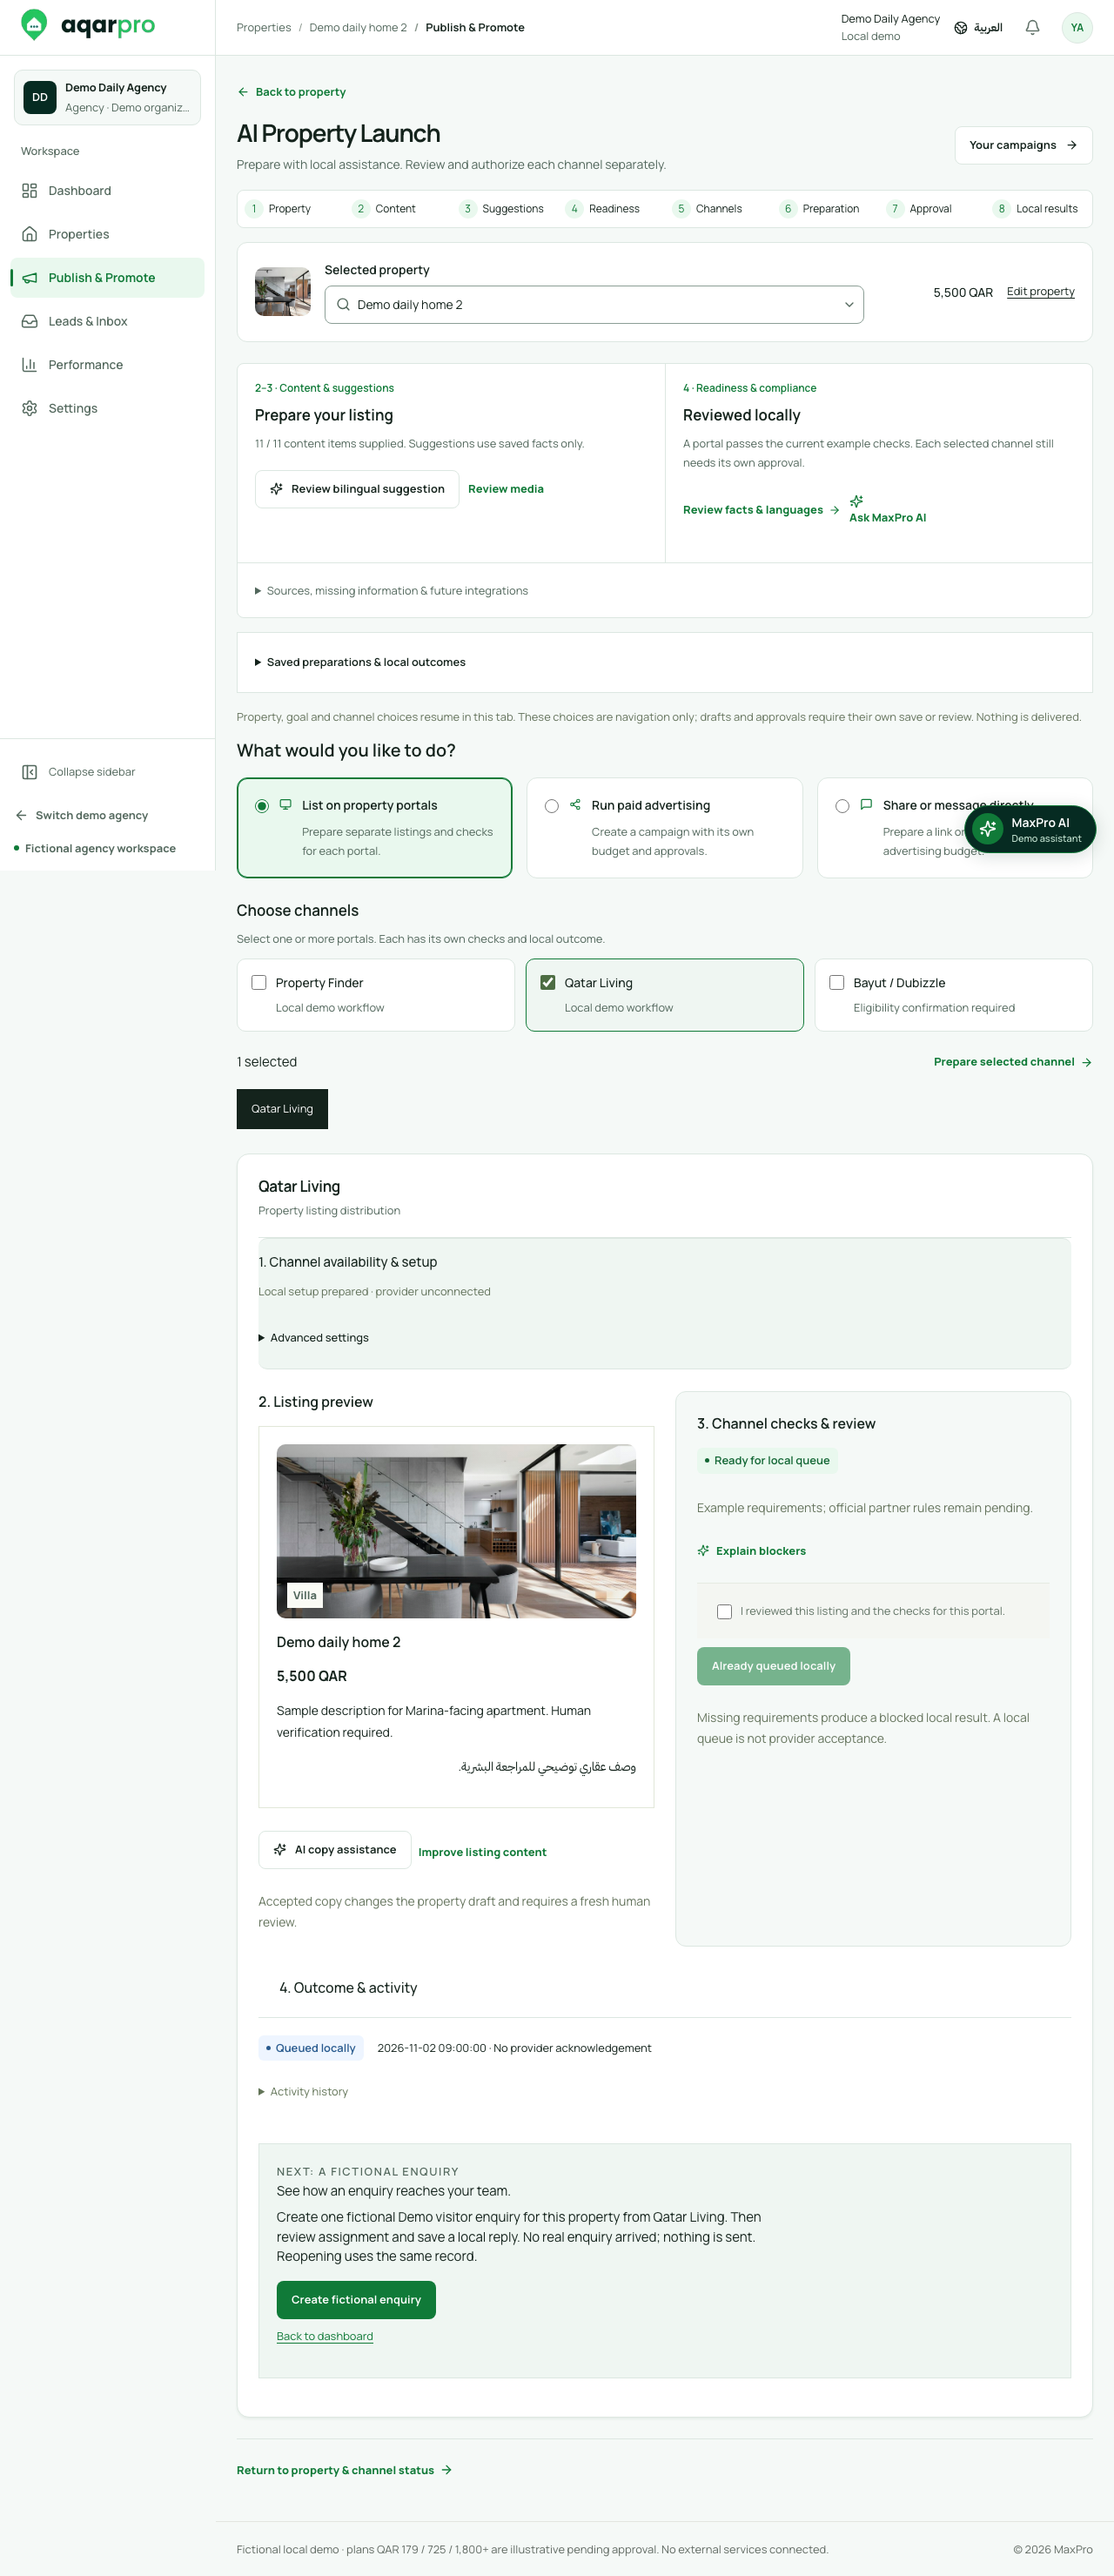 aqarpro
Properties / Demo daily home 2 / Publish & Promote
Demo Daily Agency
Local demo
العربية
YA
DD
Demo Daily Agency
Agency · Demo organiz...
Workspace
Dashboard
Properties
Publish & Promote
Leads & Inbox
Performance
Settings
Collapse sidebar
Switch demo agency
Fictional agency workspace
Back to property
AI Property Launch
Prepare with local assistance. Review and authorize each channel separately.
Your campaigns
1 Property
2 Content
3 Suggestions
4 Readiness
5 Channels
6 Preparation
7 Approval
8 Local results
Selected property
Demo daily home 2
5,500 QAR
Edit property
2–3 · Content & suggestions
Prepare your listing
11 / 11 content items supplied. Suggestions use saved facts only.
Review bilingual suggestion
Review media
4 · Readiness & compliance
Reviewed locally
A portal passes the current example checks. Each selected channel still
needs its own approval.
Review facts & languages
Ask MaxPro AI
Sources, missing information & future integrations
Saved preparations & local outcomes
Property, goal and channel choices resume in this tab. These choices are navigation only; drafts and approvals require their own save or review. Nothing is delivered.
What would you like to do?
List on property portals
Prepare separate listings and checks
for each portal.
Run paid advertising
Create a campaign with its own
budget and approvals.
Share or message directly
Prepare a link or
advertising budget.
MaxPro AI
Demo assistant
Choose channels
Select one or more portals. Each has its own checks and local outcome.
Property Finder
Local demo workflow
Qatar Living
Local demo workflow
Bayut / Dubizzle
Eligibility confirmation required
1 selected
Prepare selected channel
Qatar Living
Qatar Living
Property listing distribution
1. Channel availability & setup
Local setup prepared · provider unconnected
Advanced settings
2. Listing preview
Villa
Demo daily home 2
5,500 QAR
Sample description for Marina-facing apartment. Human
verification required.
وصف عقاري توضيحي للمراجعة البشرية.
AI copy assistance
Improve listing content
Accepted copy changes the property draft and requires a fresh human
review.
3. Channel checks & review
Ready for local queue
Example requirements; official partner rules remain pending.
Explain blockers
I reviewed this listing and the checks for this portal.
Already queued locally
Missing requirements produce a blocked local result. A local
queue is not provider acceptance.
4. Outcome & activity
Queued locally
2026-11-02 09:00:00 · No provider acknowledgement
Activity history
NEXT: A FICTIONAL ENQUIRY
See how an enquiry reaches your team.
Create one fictional Demo visitor enquiry for this property from Qatar Living. Then
review assignment and save a local reply. No real enquiry arrived; nothing is sent.
Reopening uses the same record.
Create fictional enquiry
Back to dashboard
Return to property & channel status
Fictional local demo · plans QAR 179 / 725 / 1,800+ are illustrative pending approval. No external services connected.
© 2026 MaxPro